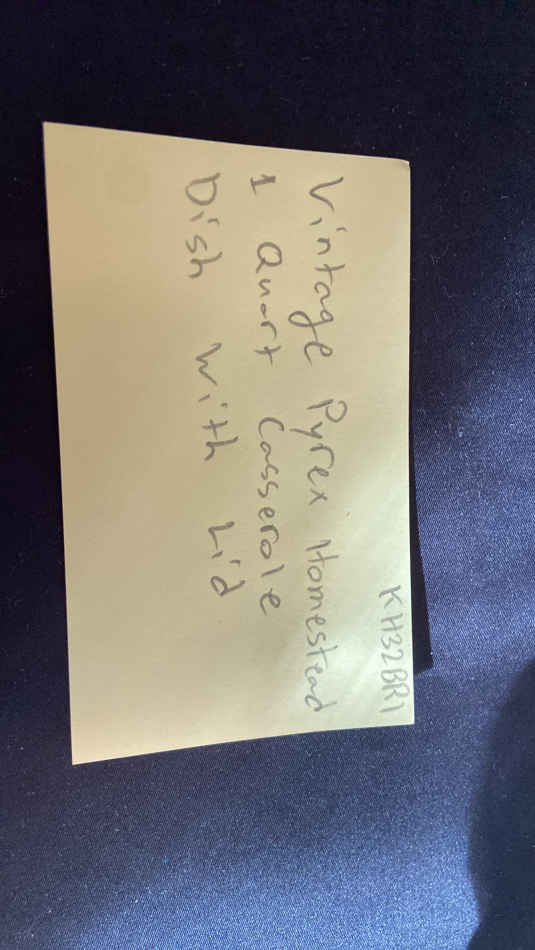 KH32BR1
Vintage Pyrex Homestead
1 Quart Casserole
Dish With Lid